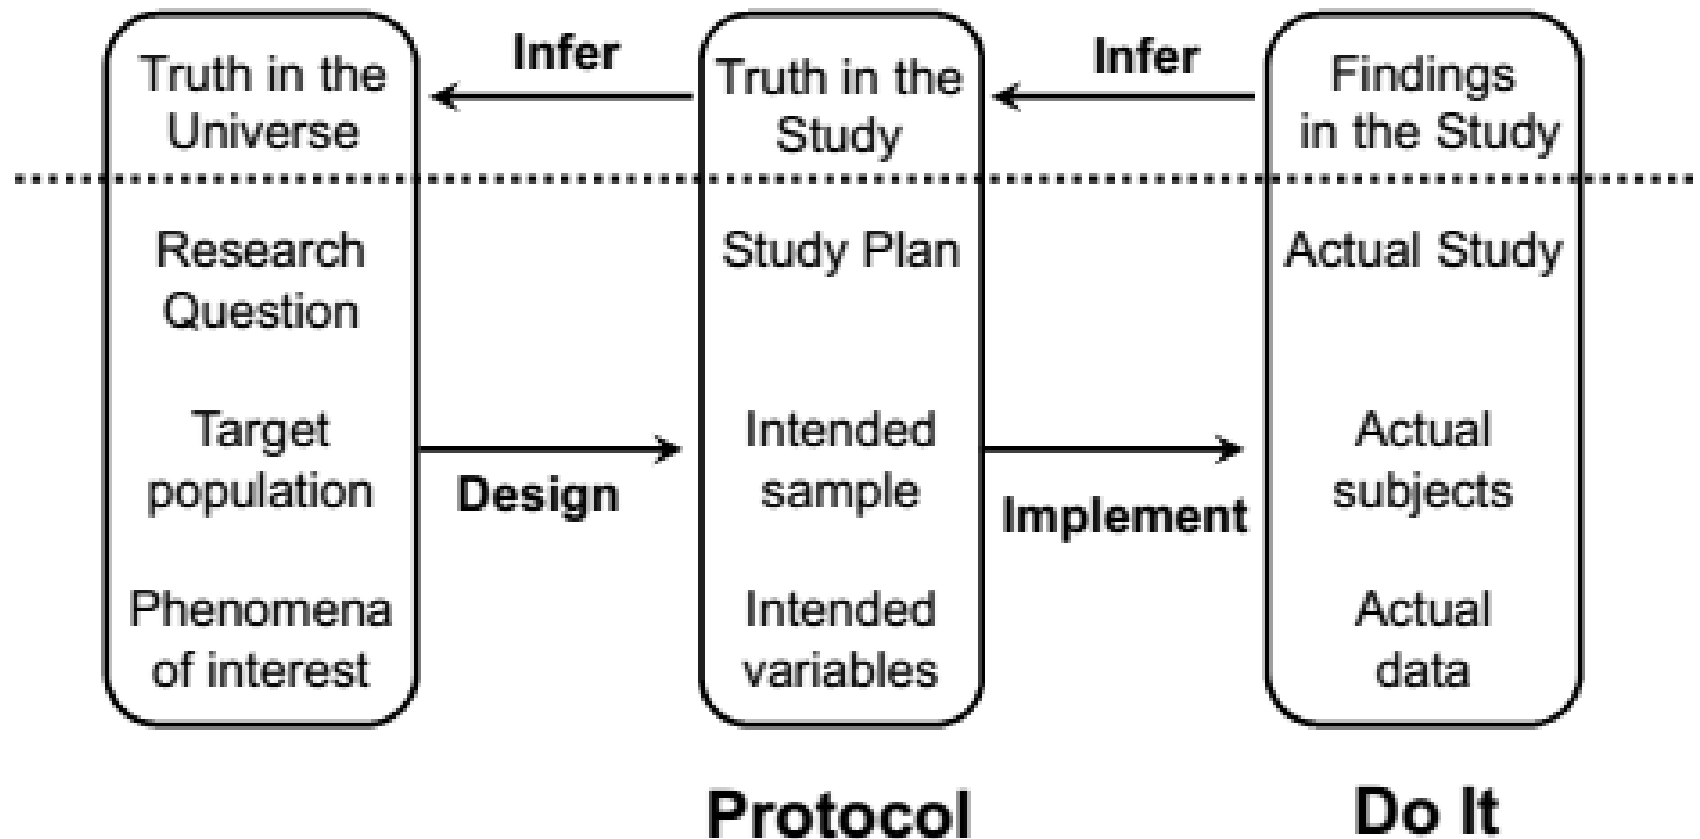 Truth in the
Universe
Infer
Truth in the
Study
Infer
Findings
in the Study
Research
Question
Study Plan
Actual Study
Target
population
Design
Intended
sample
Implement
Actual
subjects
Phenomena
of interest
Intended
variables
Actual
data
Protocol
Do It